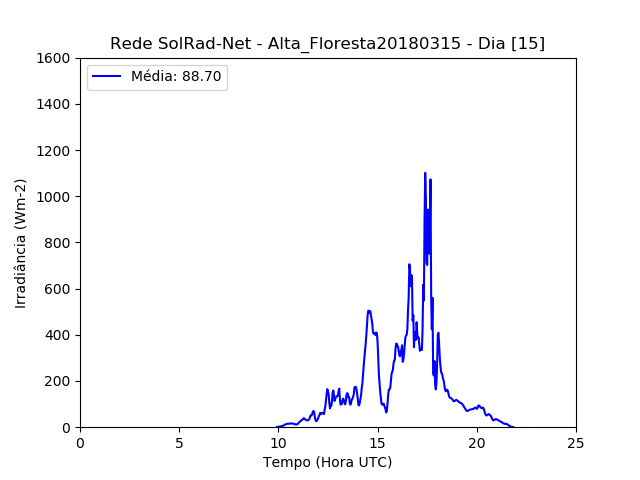 Rede SolRad-Net - Alta_Floresta20180315 - Dia [15]
Média: 88.70
1600
1400
1200
1000
800
600
400
200
0
Irradiância (Wm-2)
0 5 10 15 20 25
Tempo (Hora UTC)